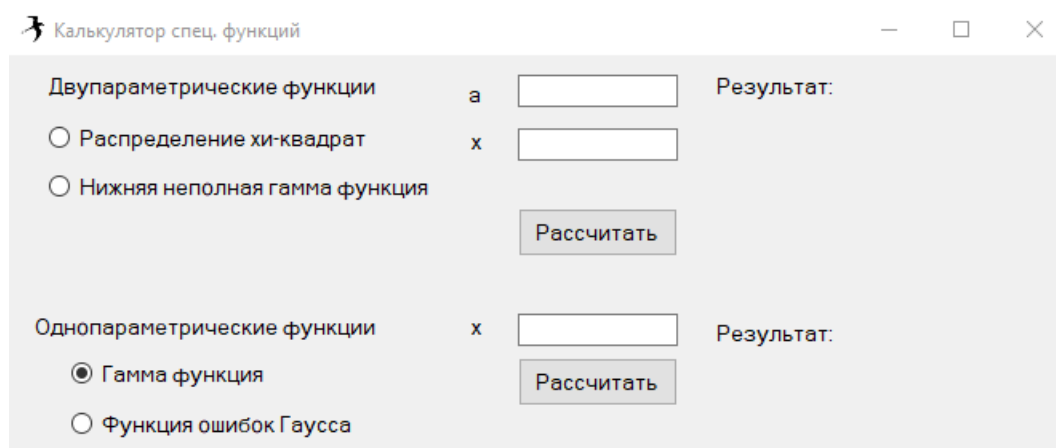 Калькулятор спец. функций
Двупараметрические функции
а
Результат:
Распределение хи-квадрат
х
Нижняя неполная гамма функция
Рассчитать
Однопараметрические функции
х
Результат:
Гамма функция
Рассчитать
Функция ошибок Гаусса